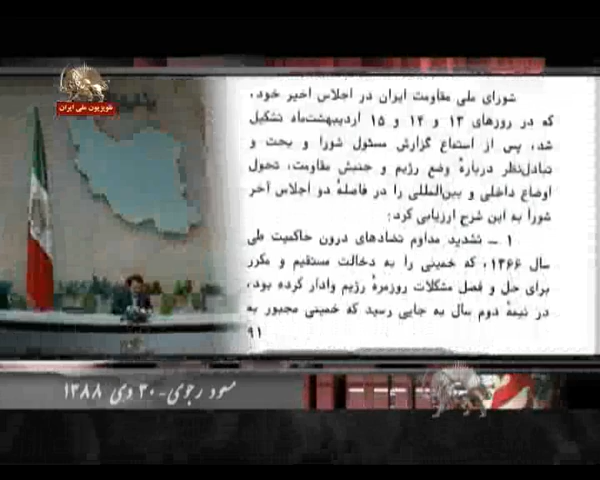 سیمای آزادی
تلویزیون ملی ایران
شورای ملی مقاومت ایران در اجلاس اخیر خود،
که در روزهای ۱۳ و ۱۴ و ۱۵ اردیبهشت‌ماه تشکیل
شد، پس از استماع گزارش مسئول شورا و بحث و
تبادل‌نظر دربارهٔ وضع رژیم و جنبش مقاومت، تحول
اوضاع داخلی و بین‌المللی را در فاصلهٔ دو اجلاس آخر
شورا به این شرح ارزیابی کرد:
۱ ــ تشدید مداوم تضادهای درون حاکمیت طی
سال ۱۳۶۶، که خمینی را به دخالت مستقیم و مکرر
برای حل و فصل مشکلات روزمرهٔ رژیم وادار کرده بود،
در نیمهٔ دوم سال به جایی رسید که خمینی مجبور به
۹۱
مسعود رجوی - ۳۰ دی ۱۳۸۸